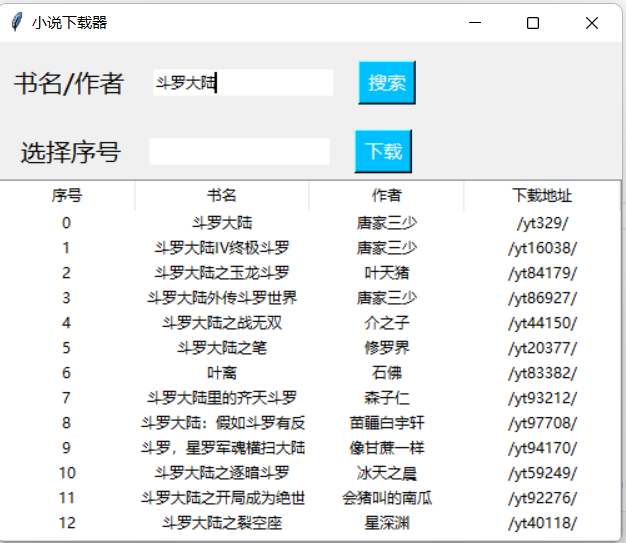 小说下载器
书名/作者 斗罗大陆 搜索
选择序号 下载
序号 书名 作者 下载地址
0 斗罗大陆 唐家三少 /yt329/
1 斗罗大陆IV终极斗罗 唐家三少 /yt16038/
2 斗罗大陆之玉龙斗罗 叶天猪 /yt84179/
3 斗罗大陆外传斗罗世界 唐家三少 /yt86927/
4 斗罗大陆之战无双 介之子 /yt44150/
5 斗罗大陆之笔 修罗界 /yt20377/
6 叶离 石佛 /yt83382/
7 斗罗大陆里的齐天斗罗 森子仁 /yt93212/
8 斗罗大陆：假如斗罗有反 苗疆白宇轩 /yt97708/
9 斗罗，星罗军魂横扫大陆 像甘蔗一样 /yt94170/
10 斗罗大陆之逐暗斗罗 冰天之晨 /yt59249/
11 斗罗大陆之开局成为绝世 会猪叫的南瓜 /yt92276/
12 斗罗大陆之裂空座 星深渊 /yt40118/